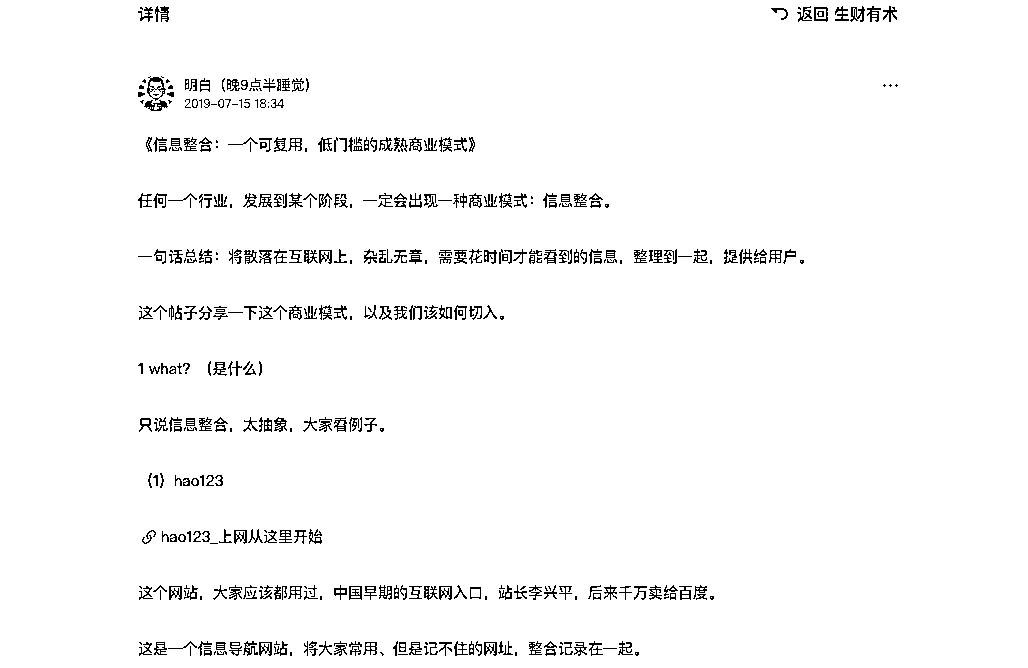 详情
返回 生财有术
明白（晚9点半睡觉）
2019-07-15 18:34
...
《信息整合：一个可复用，低门槛的成熟商业模式》
任何一个行业，发展到某个阶段，一定会出现一种商业模式：信息整合。
一句话总结：将散落在互联网上，杂乱无章，需要花时间才能看到的信息，整理到一起，提供给用户。
这个帖子分享一下这个商业模式，以及我们该如何切入。
1 what？（是什么）
只说信息整合，太抽象，大家看例子。
（1）hao123
hao123_上网从这里开始
这个网站，大家应该都用过，中国早期的互联网入口，站长李兴平，后来千万卖给百度。
这是一个信息导航网站，将大家常用、但是记不住的网址，整合记录在一起。